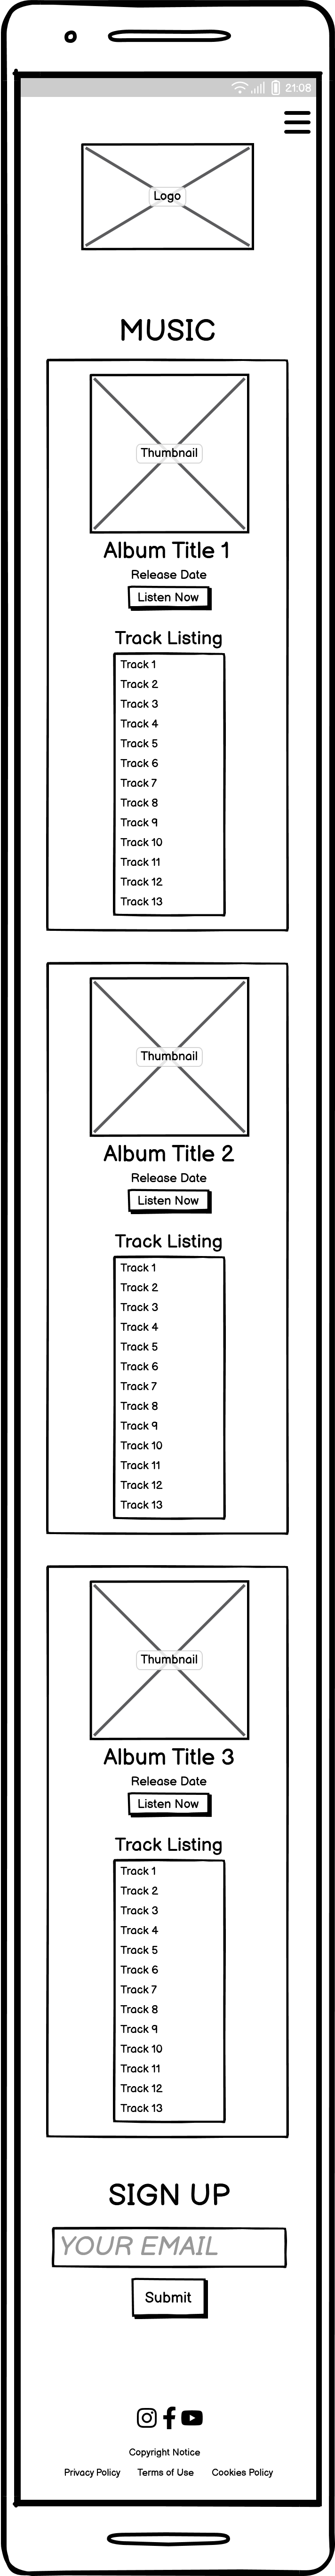 21:08
Logo
MUSIC
Thumbnail
Album Title 1
Release Date
Listen Now
Track Listing
Track 1
Track 2
Track 3
Track 4
Track 5
Track 6
Track 7
Track 8
Track 9
Track 10
Track 11
Track 12
Track 13
Thumbnail
Album Title 2
Release Date
Listen Now
Track Listing
Track 1
Track 2
Track 3
Track 4
Track 5
Track 6
Track 7
Track 8
Track 9
Track 10
Track 11
Track 12
Track 13
Thumbnail
Album Title 3
Release Date
Listen Now
Track Listing
Track 1
Track 2
Track 3
Track 4
Track 5
Track 6
Track 7
Track 8
Track 9
Track 10
Track 11
Track 12
Track 13
SIGN UP
YOUR EMAIL
Submit
Copyright Notice
Privacy Policy Terms of Use Cookies Policy